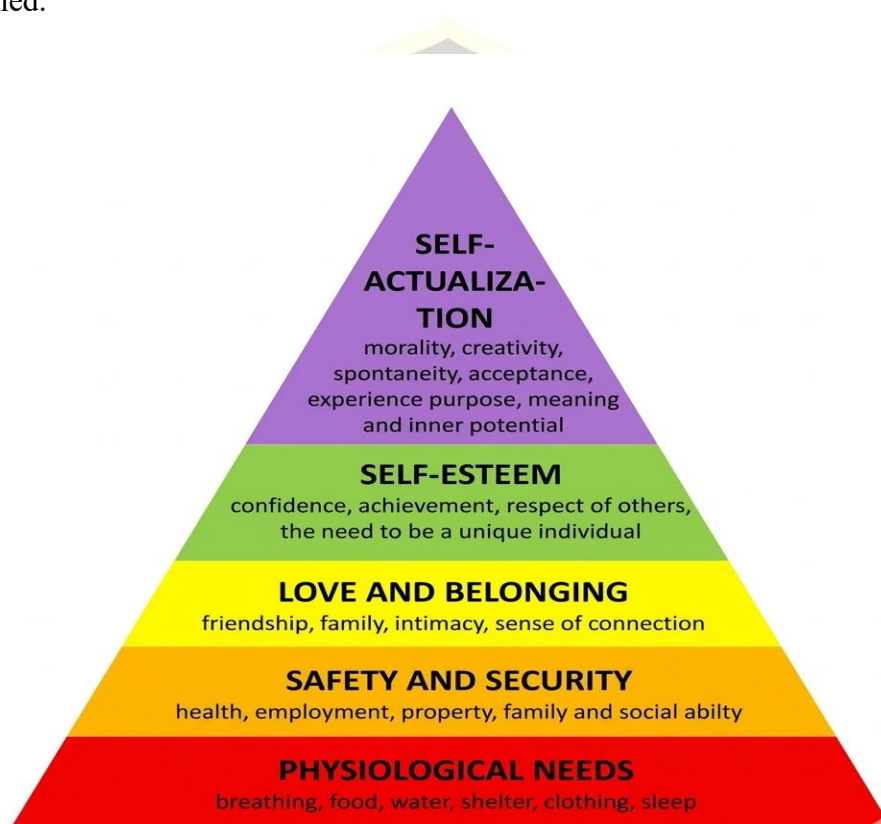 SELF-
ACTUALIZA-
TION
morality, creativity,
spontaneity, acceptance,
experience purpose, meaning
and inner potential
SELF-ESTEEM
confidence, achievement, respect of others,
the need to be a unique individual
LOVE AND BELONGING
friendship, family, intimacy, sense of connection
SAFETY AND SECURITY
health, employment, property, family and social abilty
PHYSIOLOGICAL NEEDS
breathing, food, water, shelter, clothing, sleep